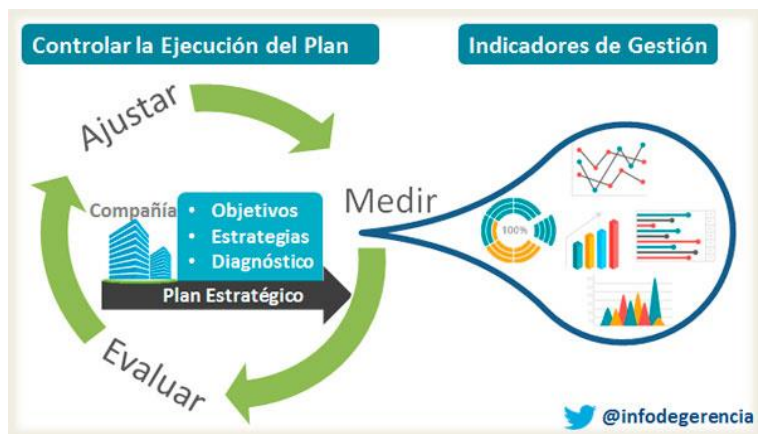 Controlar la Ejecución del Plan
Indicadores de Gestión
Ajustar
Compañía
• Objetivos
• Estrategias
• Diagnóstico
Medir
100%
Plan Estratégico
Evaluar
@infodegerencia